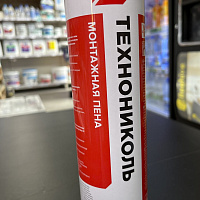 ТЕХНОНИКОЛЬ
МОНТАЖНАЯ ПЕНА